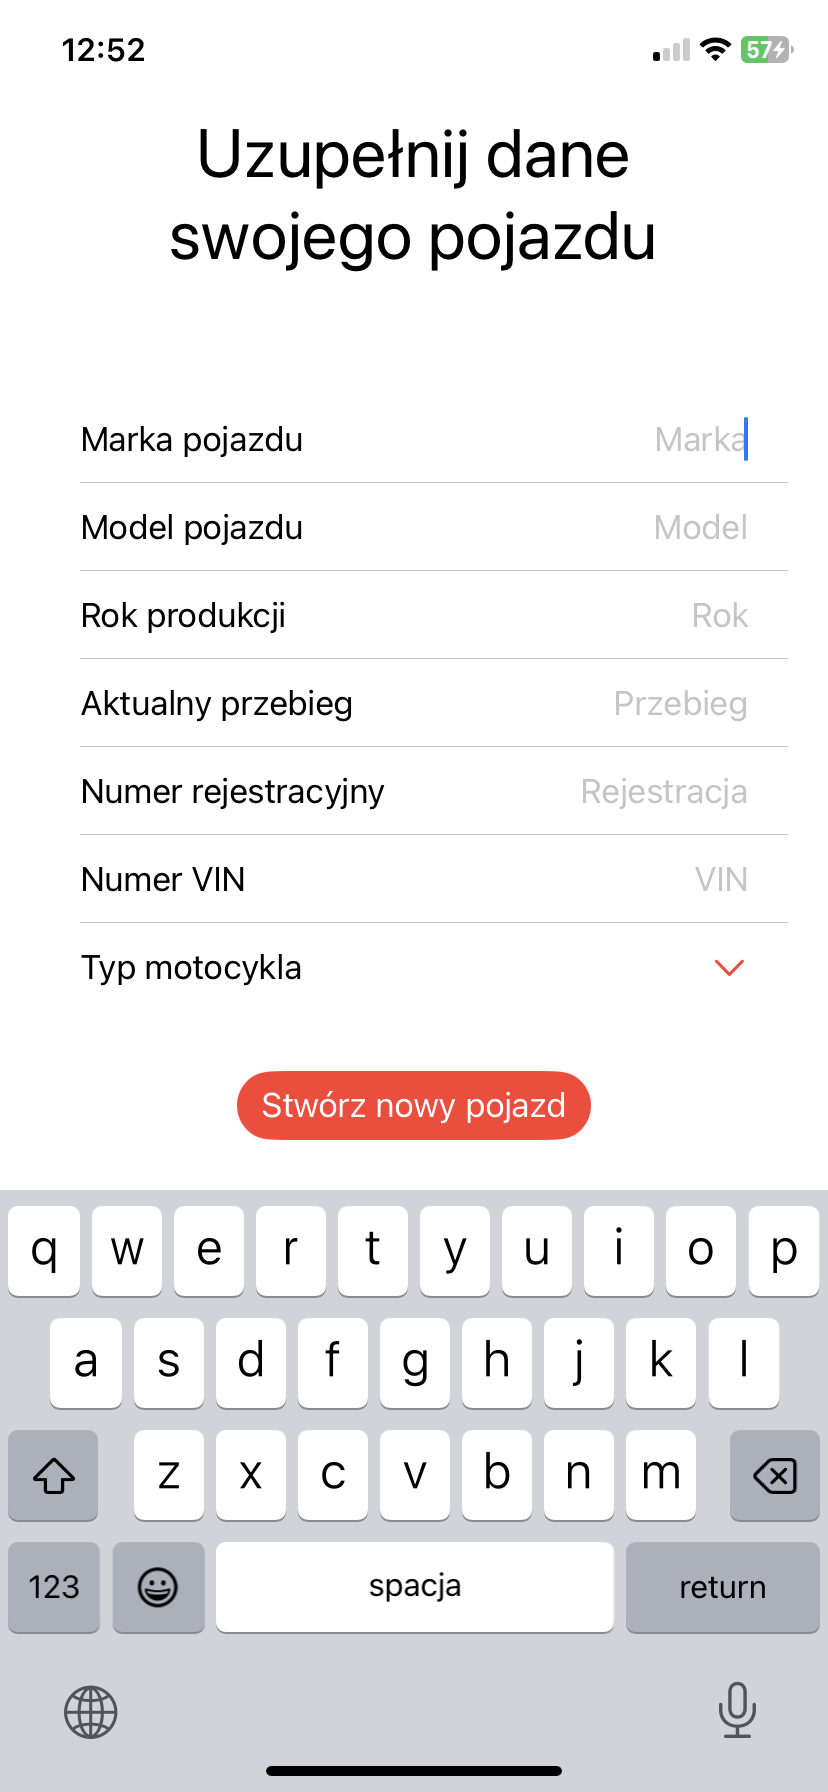 12:52
57
Uzupełnij dane
swojego pojazdu
Marka pojazdu Marka
Model pojazdu Model
Rok produkcji Rok
Aktualny przebieg Przebieg
Numer rejestracyjny Rejestracja
Numer VIN VIN
Typ motocykla
Stwórz nowy pojazd
q w e r t y u i o p
a s d f g h j k l
z x c v b n m
123 spacja return